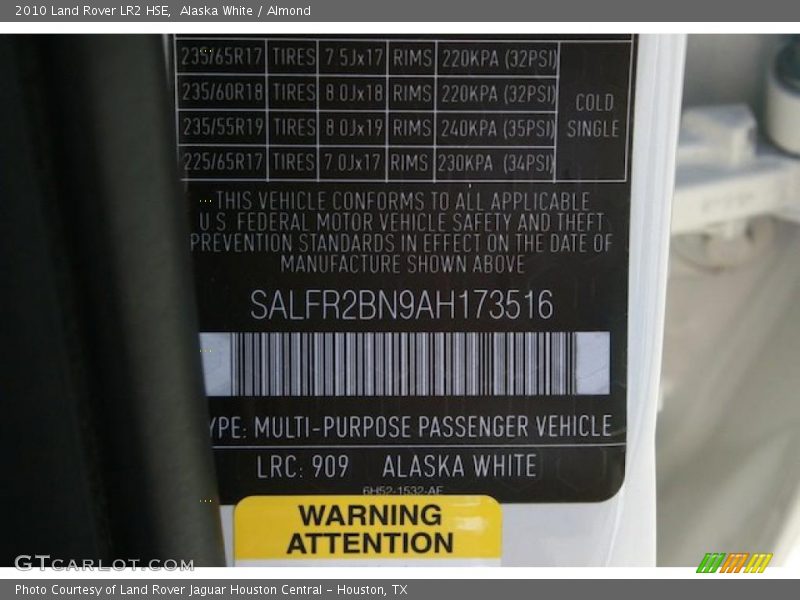 2010 Land Rover LR2 HSE, Alaska White / Almond
235/65R17 TIRES 7.5Jx17 RIMS 220KPA (32PSI)
235/60R18 TIRES 8.0Jx18 RIMS 220KPA (32PSI)
235/55R19 TIRES 8.0Jx19 RIMS 240KPA (35PSI)
225/65R17 TIRES 7.0Jx17 RIMS 230KPA (34PSI)
COLD
SINGLE
THIS VEHICLE CONFORMS TO ALL APPLICABLE
U.S. FEDERAL MOTOR VEHICLE SAFETY AND THEFT
PREVENTION STANDARDS IN EFFECT ON THE DATE OF
MANUFACTURE SHOWN ABOVE
SALFR2BN9AH173516
YPE: MULTI-PURPOSE PASSENGER VEHICLE
LRC: 909 ALASKA WHITE
6H52-1532-AE
WARNING
ATTENTION
GTCARLOT.COM
Photo Courtesy of Land Rover Jaguar Houston Central - Houston, TX